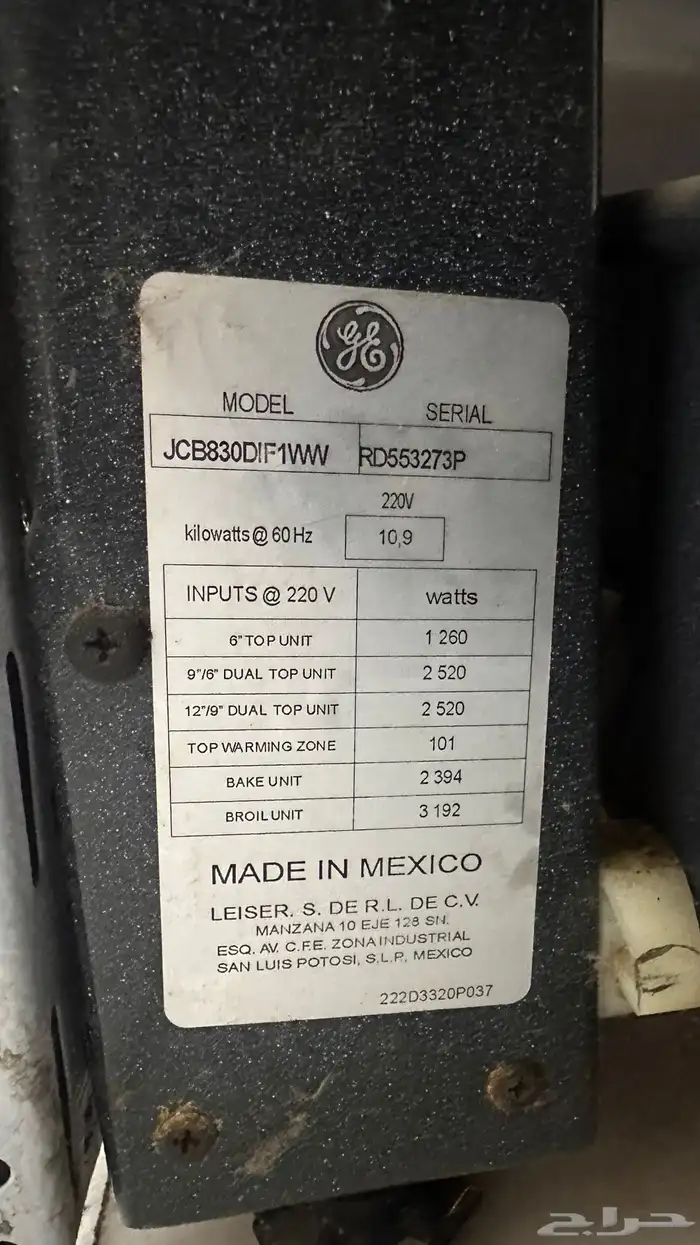 GE
MODEL SERIAL
JCB830DIF1WW RD553273P
220V
kilowatts@ 60 Hz 10,9
INPUTS @ 220 V watts
6" TOP UNIT 1 260
9"/6" DUAL TOP UNIT 2 520
12"/9" DUAL TOP UNIT 2 520
TOP WARMING ZONE 101
BAKE UNIT 2 394
BROIL UNIT 3 192
MADE IN MEXICO
LEISER. S. DE R.L. DE C.V.
MANZANA 10 EJE 128 SN.
ESQ. AV. C.F.E. ZONA INDUSTRIAL
SAN LUIS POTOSI, S.L.P., MEXICO
222D3320P037
حراج